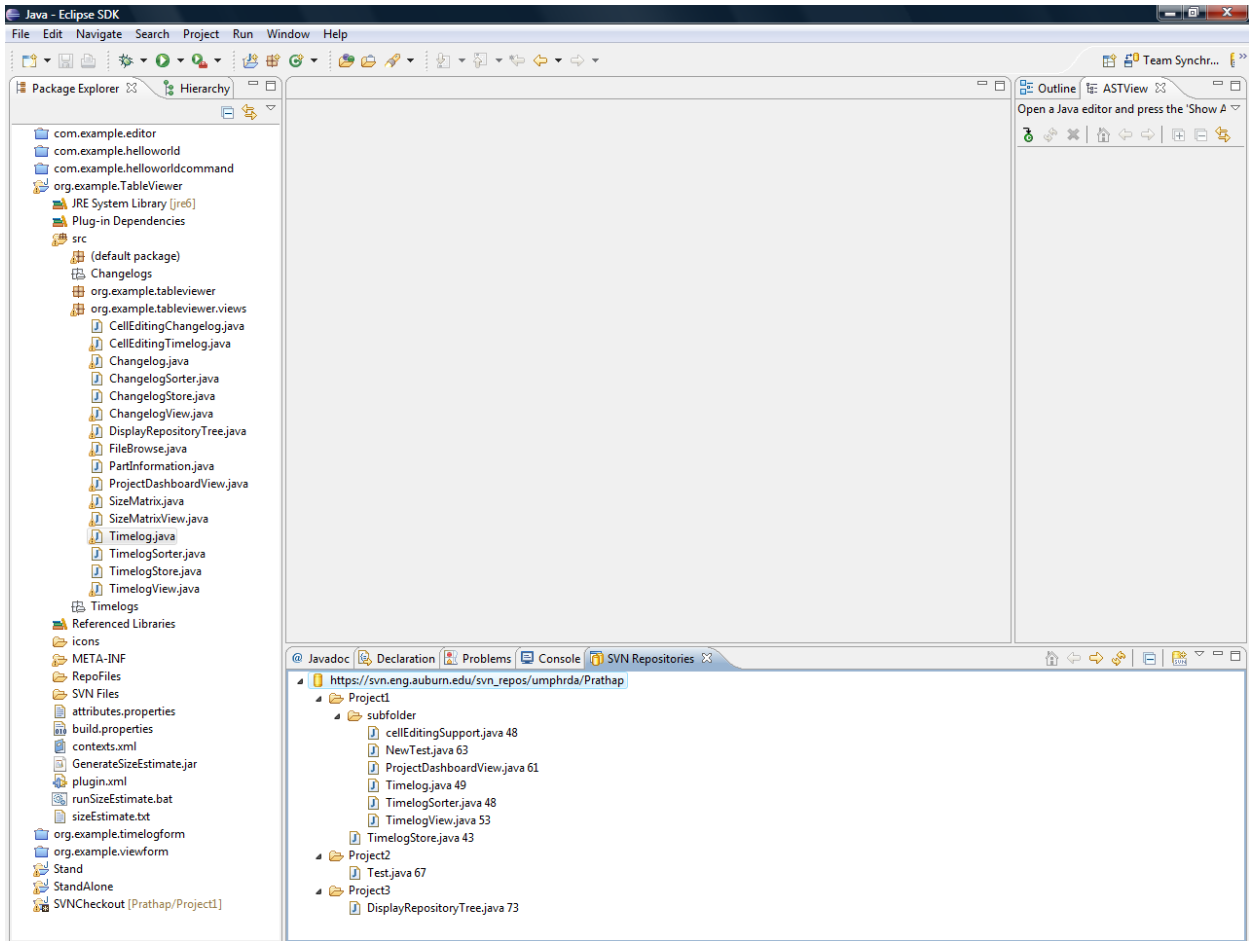 Java - Eclipse SDK
File Edit Navigate Search Project Run Window Help
Team Synchr...
Package Explorer Hierarchy
com.example.editor
com.example.helloworld
com.example.helloworldcommand
org.example.TableViewer
JRE System Library [jre6]
Plug-in Dependencies
src
(default package)
Changelogs
org.example.tableviewer
org.example.tableviewer.views
CellEditingChangelog.java
CellEditingTimelog.java
Changelog.java
ChangelogSorter.java
ChangelogStore.java
ChangelogView.java
DisplayRepositoryTree.java
FileBrowse.java
PartInformation.java
ProjectDashboardView.java
SizeMatrix.java
SizeMatrixView.java
Timelog.java
TimelogSorter.java
TimelogStore.java
TimelogView.java
Timelogs
Referenced Libraries
icons
META-INF
RepoFiles
SVN Files
attributes.properties
build.properties
contexts.xml
GenerateSizeEstimate.jar
plugin.xml
runSizeEstimate.bat
sizeEstimate.txt
org.example.timelogform
org.example.viewform
Stand
StandAlone
SVNCheckout [Prathap/Project1]
Outline ASTView
Open a Java editor and press the 'Show A
@ Javadoc Declaration Problems Console SVN Repositories
https://svn.eng.auburn.edu/svn_repos/umphrda/Prathap
Project1
subfolder
cellEditingSupport.java 48
NewTest.java 63
ProjectDashboardView.java 61
Timelog.java 49
TimelogSorter.java 48
TimelogView.java 53
TimelogStore.java 43
Project2
Test.java 67
Project3
DisplayRepositoryTree.java 73